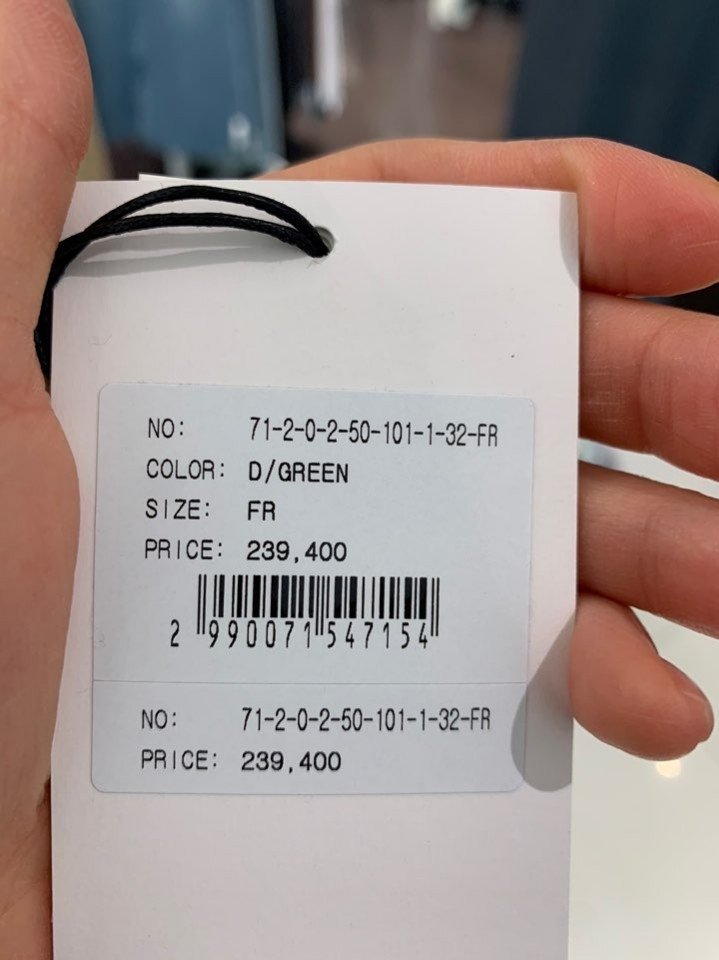 NO: 71-2-0-2-50-101-1-32-FR
COLOR: D/GREEN
SIZE: FR
PRICE: 239,400
2 990071 547154
NO: 71-2-0-2-50-101-1-32-FR
PRICE: 239,400